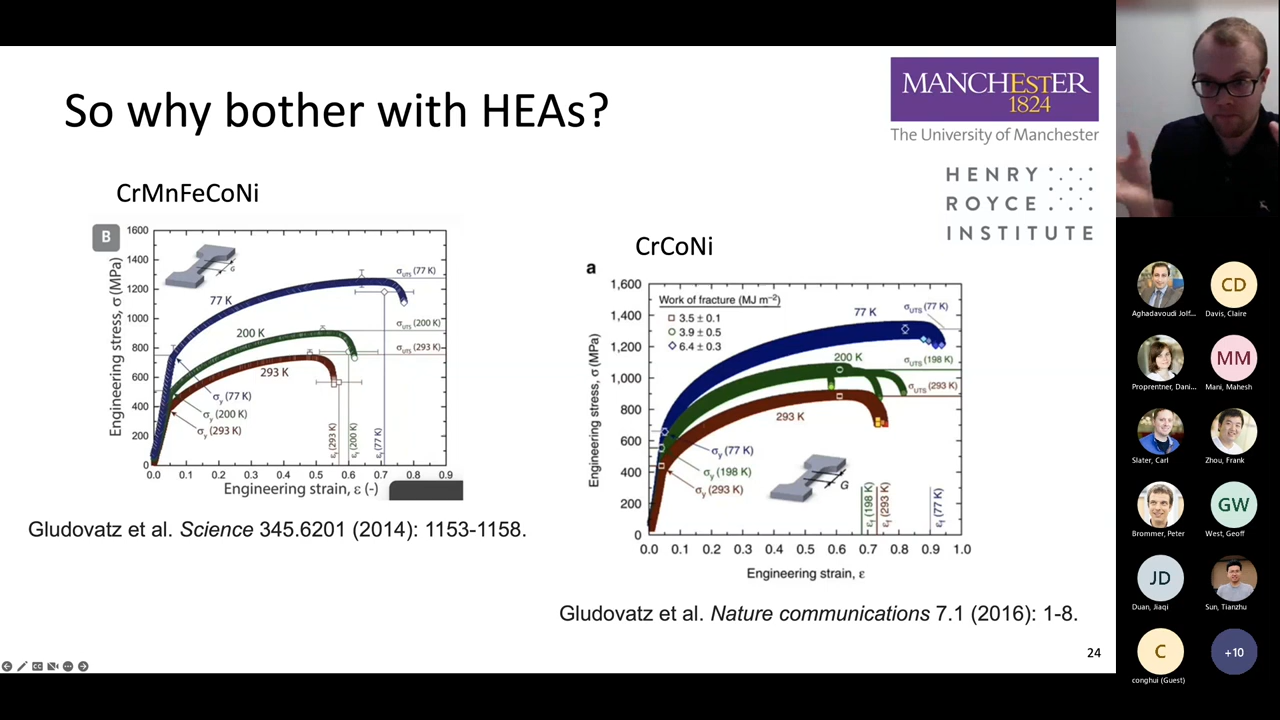 So why bother with HEAs?
MANCHESTER
1824
The University of Manchester
HENRY
ROYCE
INSTITUTE
CrMnFeCoNi
B
1600
1400
1200
1000
800
600
400
200
0
Engineering stress, σ (MPa)
G
77 K
200 K
293 K
σUTS (77 K)
σUTS (200 K)
σUTS (293 K)
σy (77 K)
σy (200 K)
σy (293 K)
εf (293 K)
εf (200 K)
εf (77 K)
0.0 0.1 0.2 0.3 0.4 0.5 0.6 0.7 0.8 0.9
Engineering strain, ε (-)
Gludovatz et al. Science 345.6201 (2014): 1153-1158.
CrCoNi
a
1,600
1,400
1,200
1,000
800
600
400
200
0
Engineering stress, σ (MPa)
Work of fracture (MJ m⁻²)
3.5 ± 0.1
3.9 ± 0.5
6.4 ± 0.3
77 K
200 K
293 K
σUTS (77 K)
σUTS (198 K)
σUTS (293 K)
σy (77 K)
σy (198 K)
σy (293 K)
G
εf (198 K)
εf (293 K)
εf (77 K)
0.0 0.1 0.2 0.3 0.4 0.5 0.6 0.7 0.8 0.9 1.0
Engineering strain, ε
Gludovatz et al. Nature communications 7.1 (2016): 1-8.
24
CD
Aghadavoudi Jolf... Davis, Claire
MM
Proprentner, Dani... Mani, Mahesh
Slater, Carl Zhou, Frank
GW
Brommer, Peter West, Geoff
JD
Duan, Jiaqi Sun, Tianzhu
C +10
conghui (Guest)